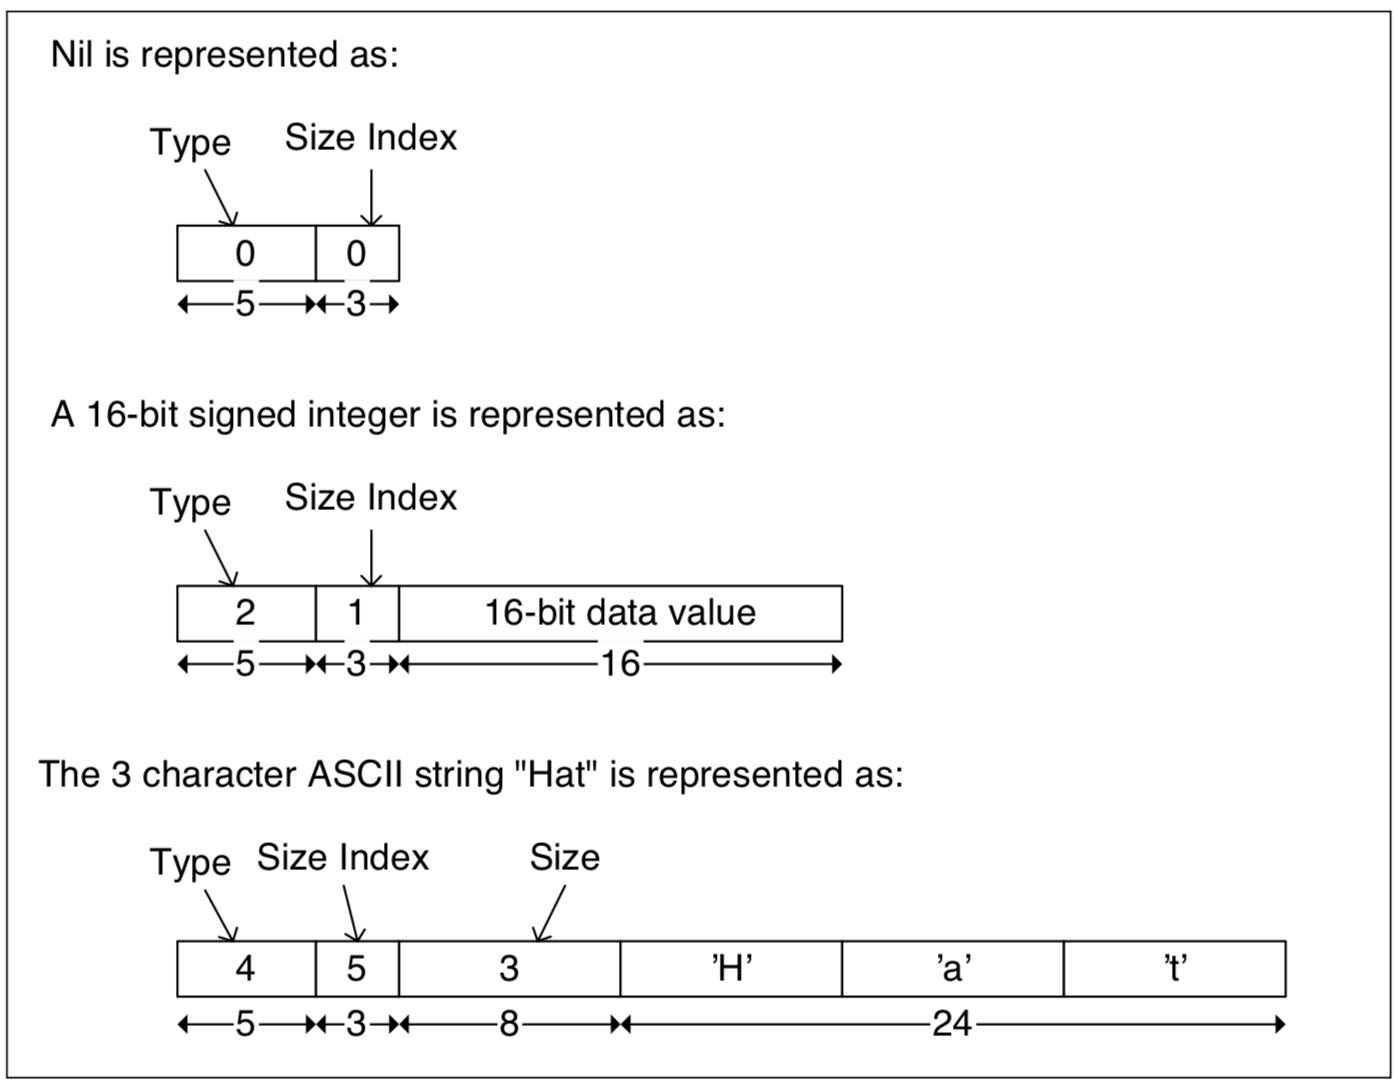 Nil is represented as:
Type Size Index
0 0
5 3
A 16-bit signed integer is represented as:
Type Size Index
2 1 16-bit data value
5 3 16
The 3 character ASCII string "Hat" is represented as:
Type Size Index Size
4 5 3 ’H’ ’a’ ’t’
5 3 8 24